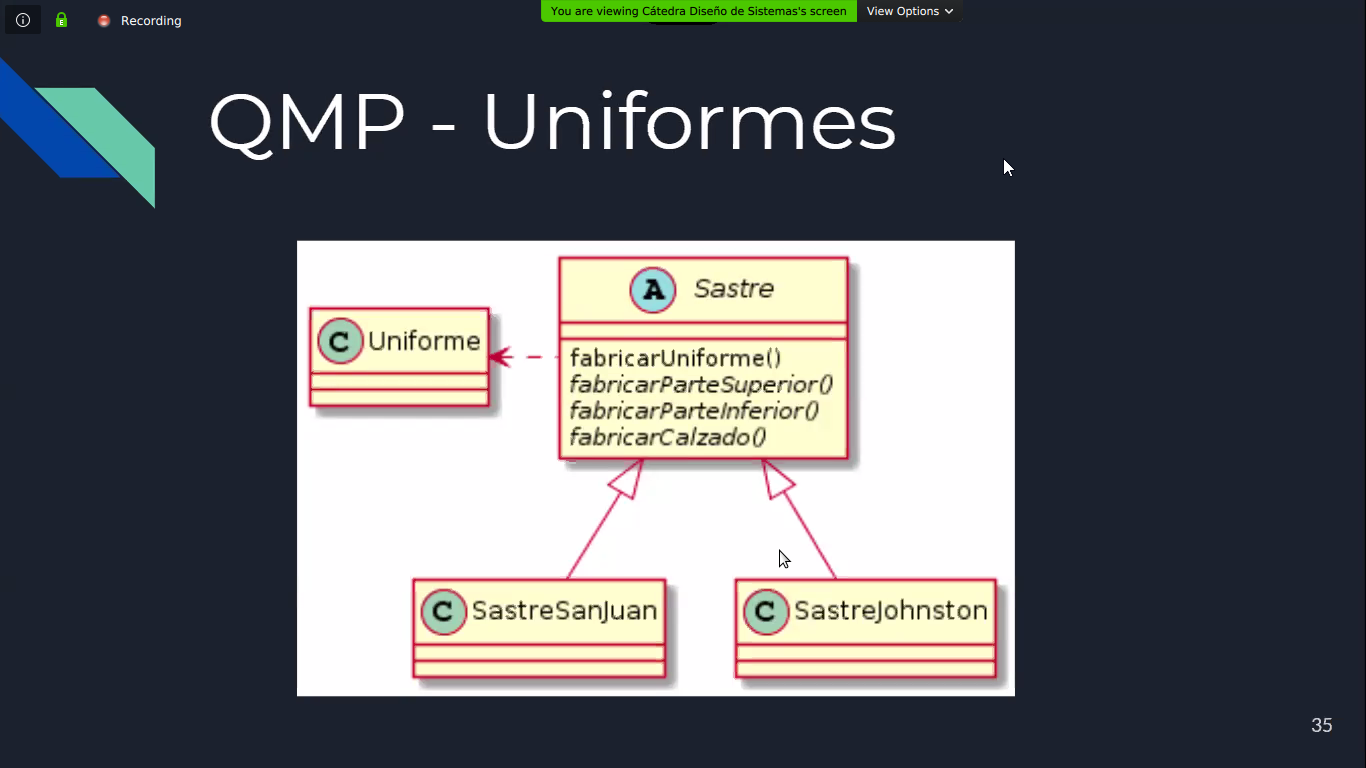 You are viewing Cátedra Diseño de Sistemas's screen
View Options
Recording
QMP - Uniformes
A Sastre
C Uniforme
fabricarUniforme()
fabricarParteSuperior()
fabricarParteInferior()
fabricarCalzado()
C SastreSanJuan
C SastreJohnston
35